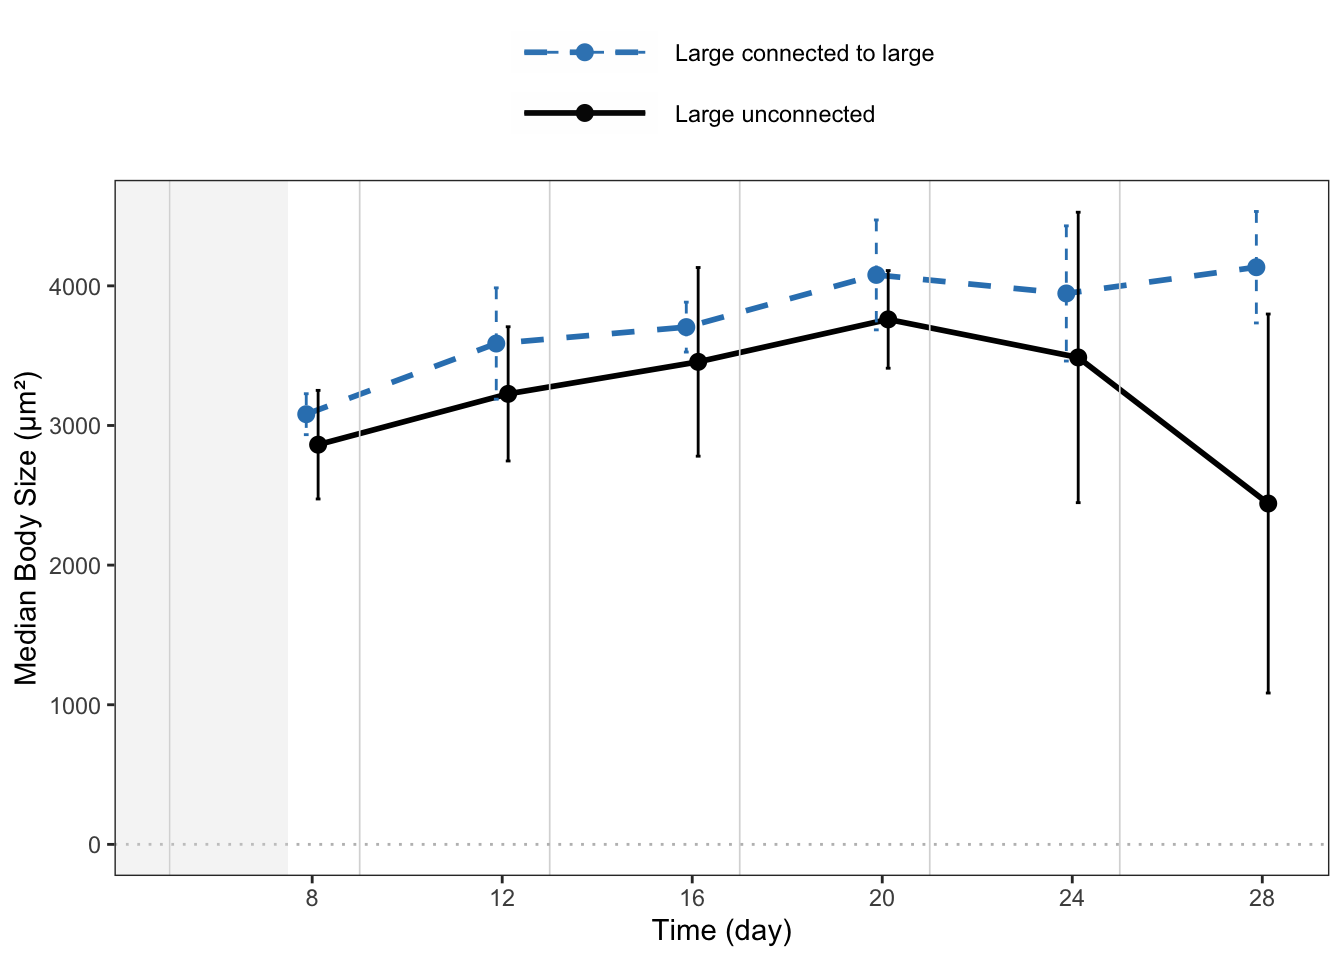 Large connected to large
Large unconnected
Median Body Size (μm²)
4000
3000
2000
1000
0
8 12 16 20 24 28
Time (day)